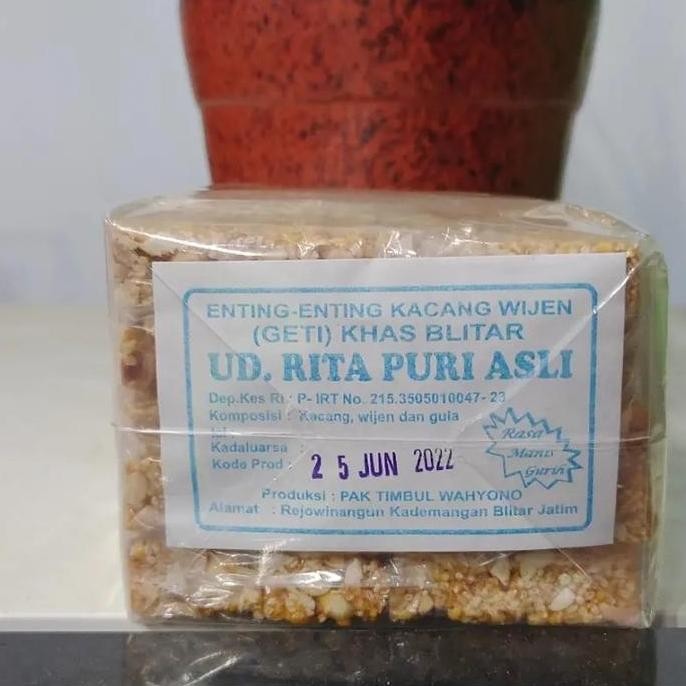 ENTING-ENTING KACANG WIJEN
(GETI) KHAS BLITAR
UD. RITA PURI ASLI
Dep.Kes RI : P- IRT No. 215.3505010047- 23
Komposisi : Kacang, wijen dan gula
Isi :
Kadaluarsa :
Kode Prod : 2 5 JUN 2022
Rasa
Manis
Gurih
Produksi : PAK TIMBUL WAHYONO
Alamat : Rejowinangun Kademangan Blitar Jatim